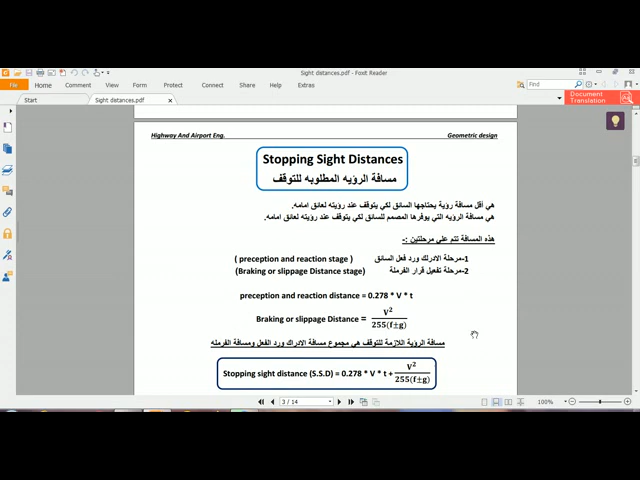 Sight distances.pdf - Foxit Reader
File Home Comment View Form Protect Connect Share Help Extras
Find
Start Sight distances.pdf
Document Translation
Highway And Airport Eng. Geometric design
Stopping Sight Distances
مسافة الرؤيه المطلوبه للتوقف
هي أقل مسافة رؤية يحتاجها السائق لكي يتوقف عند رؤيته لعائق امامه.
هي مسافة الرؤيه التي يوفرها المصمم للسائق لكي يتوقف عند رؤيته لعائق امامه.
هذه المسافة تتم علي مرحلتين :-
1-مرحلة الادراك ورد فعل السائق ( preception and reaction stage )
2-مرحلة تفعيل قرار الفرملة (Braking or slippage Distance stage)
preception and reaction distance = 0.278 * V * t
Braking or slippage Distance = V² / 255(f±g)
مسافة الرؤية اللازمة للتوقف هي مجموع مسافة الادراك ورد الفعل ومسافة الفرمله
Stopping sight distance (S.S.D) = 0.278 * V * t + V² / 255(f±g)
3 / 14
100%